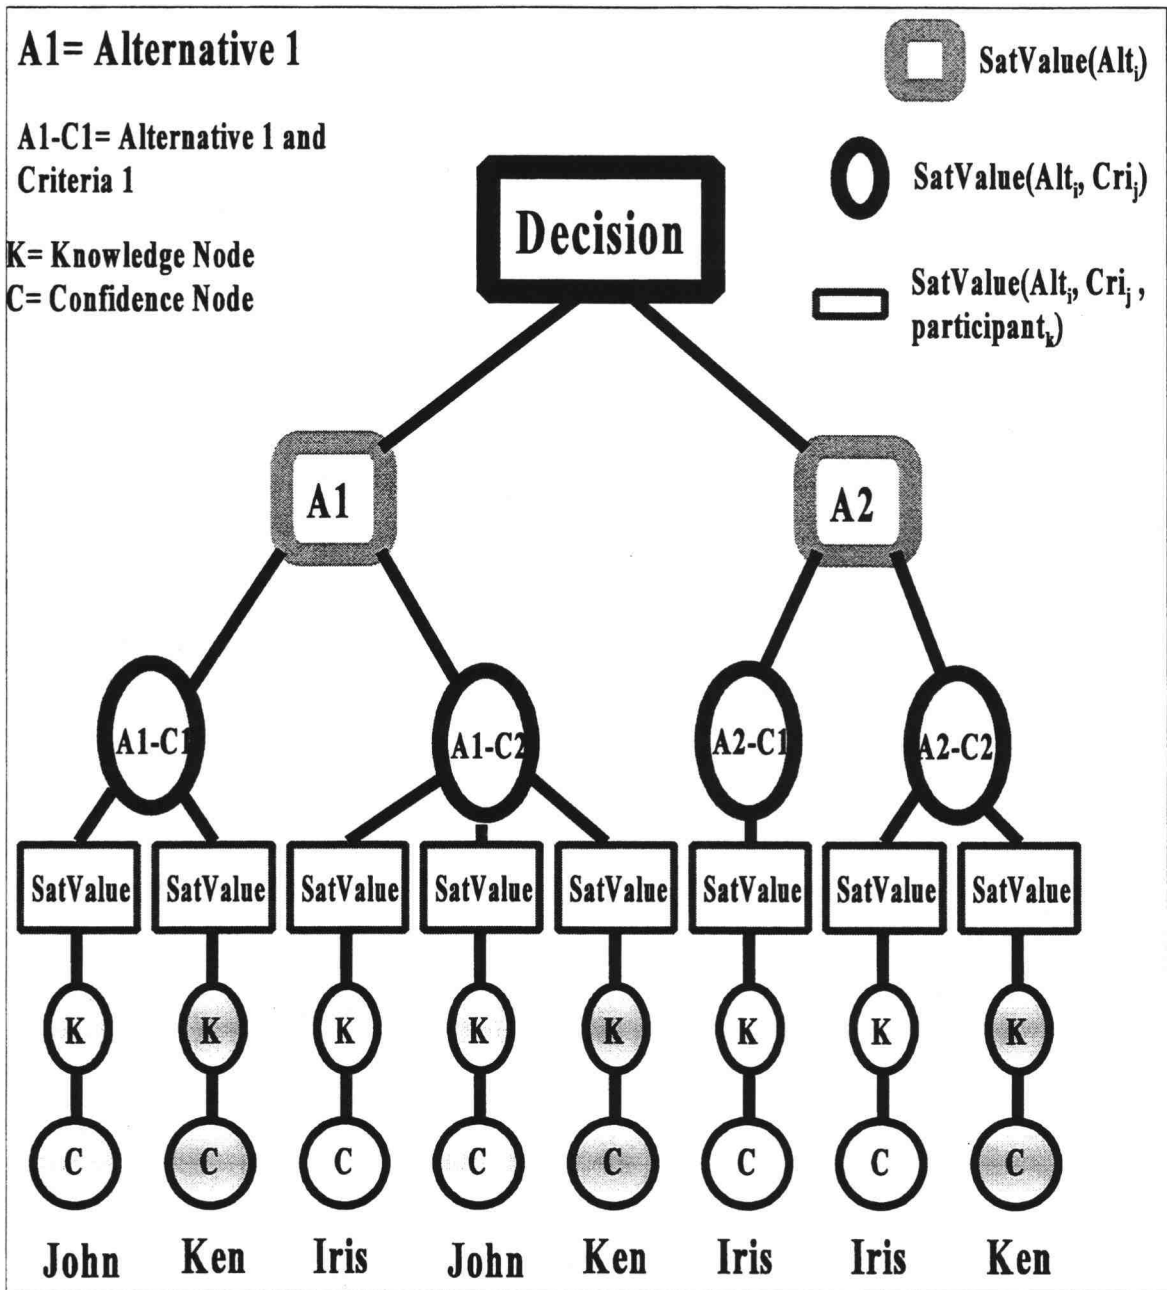 A1= Alternative 1
A1-C1= Alternative 1 and
Criteria 1
K= Knowledge Node
C= Confidence Node
SatValue(Altᵢ)
SatValue(Altᵢ, Criⱼ)
SatValue(Altᵢ, Criⱼ ,
participantₖ)
Decision
A1 A2
A1-C1 A1-C2 A2-C1 A2-C2
SatValue SatValue SatValue SatValue SatValue SatValue SatValue SatValue
K K K K K K K K
C C C C C C C C
John Ken Iris John Ken Iris Iris Ken